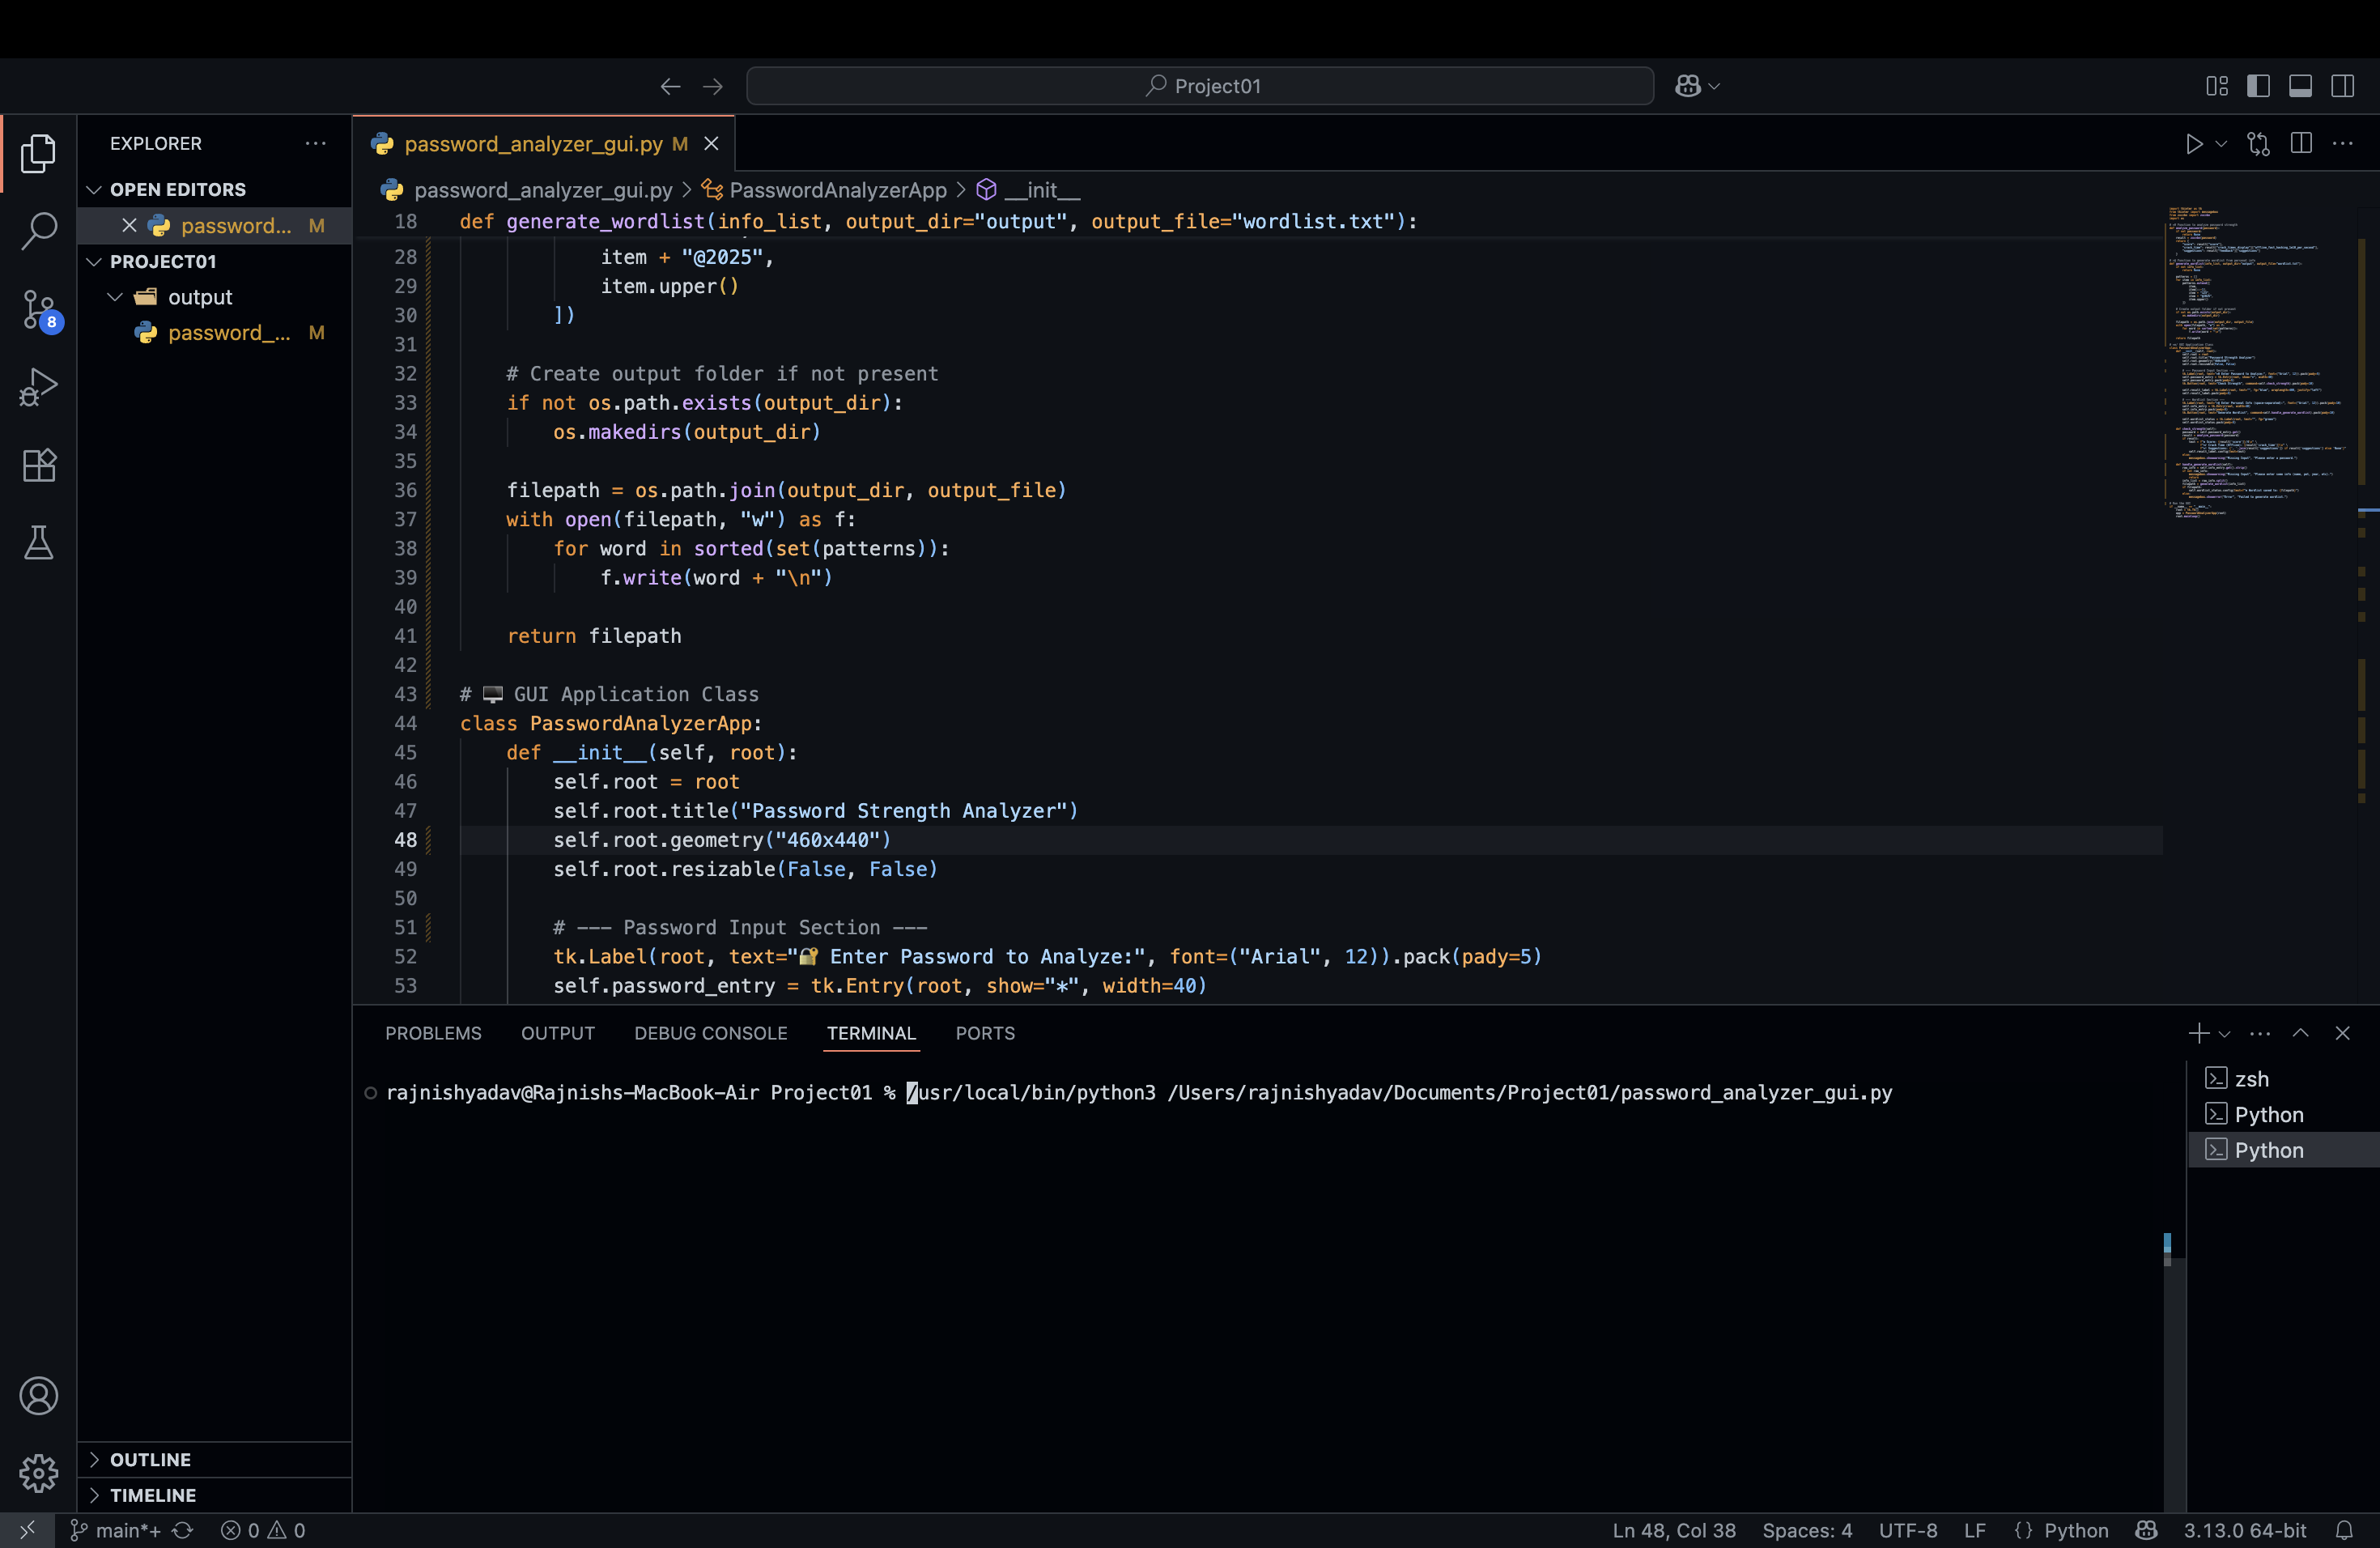 Project01
EXPLORER
OPEN EDITORS
password... M
PROJECT01
output
password_... M
8
OUTLINE
TIMELINE
password_analyzer_gui.py M
password_analyzer_gui.py > PasswordAnalyzerApp > __init__
18 def generate_wordlist(info_list, output_dir="output", output_file="wordlist.txt"):
28 item + "@2025",
29 item.upper()
30 ])
31
32 # Create output folder if not present
33 if not os.path.exists(output_dir):
34 os.makedirs(output_dir)
35
36 filepath = os.path.join(output_dir, output_file)
37 with open(filepath, "w") as f:
38 for word in sorted(set(patterns)):
39 f.write(word + "\n")
40
41 return filepath
42
43 # 🖥️ GUI Application Class
44 class PasswordAnalyzerApp:
45 def __init__(self, root):
46 self.root = root
47 self.root.title("Password Strength Analyzer")
48 self.root.geometry("460x440")
49 self.root.resizable(False, False)
50
51 # --- Password Input Section ---
52 tk.Label(root, text="🔐 Enter Password to Analyze:", font=("Arial", 12)).pack(pady=5)
53 self.password_entry = tk.Entry(root, show="*", width=40)
PROBLEMS OUTPUT DEBUG CONSOLE TERMINAL PORTS
rajnishyadav@Rajnishs-MacBook-Air Project01 % /usr/local/bin/python3 /Users/rajnishyadav/Documents/Project01/password_analyzer_gui.py
zsh
Python
Python
main*+ 0 0 Ln 48, Col 38 Spaces: 4 UTF-8 LF {} Python 3.13.0 64-bit